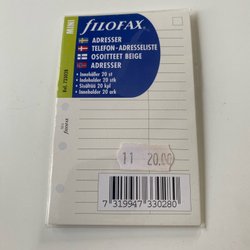 MINI
filofax®
ADRESSER
TELEFON-ADRESSELISTE
OSOITTEET BEIGE
ADRESSER
• Innehåller 20 st
• Indeholder 20 stk
• Sisältää 20 kpl
• Inneholder 20 ark
filofax
11 20.00
7 319947 330280